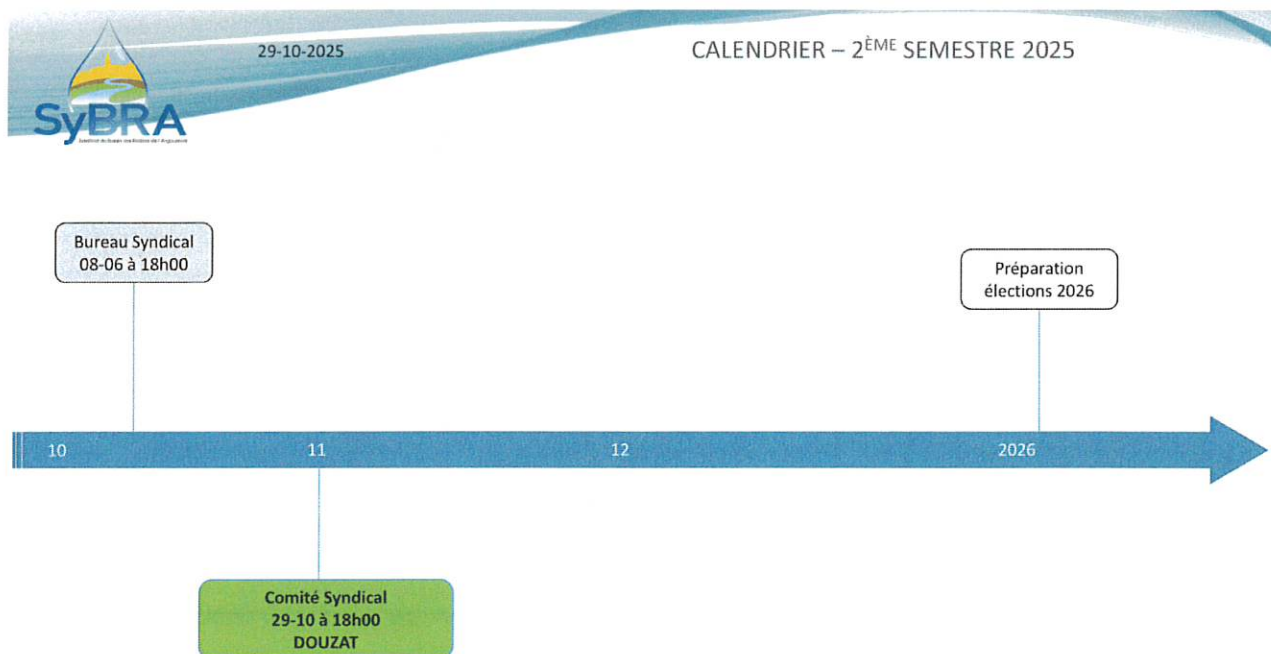 29-10-2025
CALENDRIER – 2ÈME SEMESTRE 2025
SyBRA
Bureau Syndical
08-06 à 18h00
Préparation
élections 2026
10 11 12 2026
Comité Syndical
29-10 à 18h00
DOUZAT